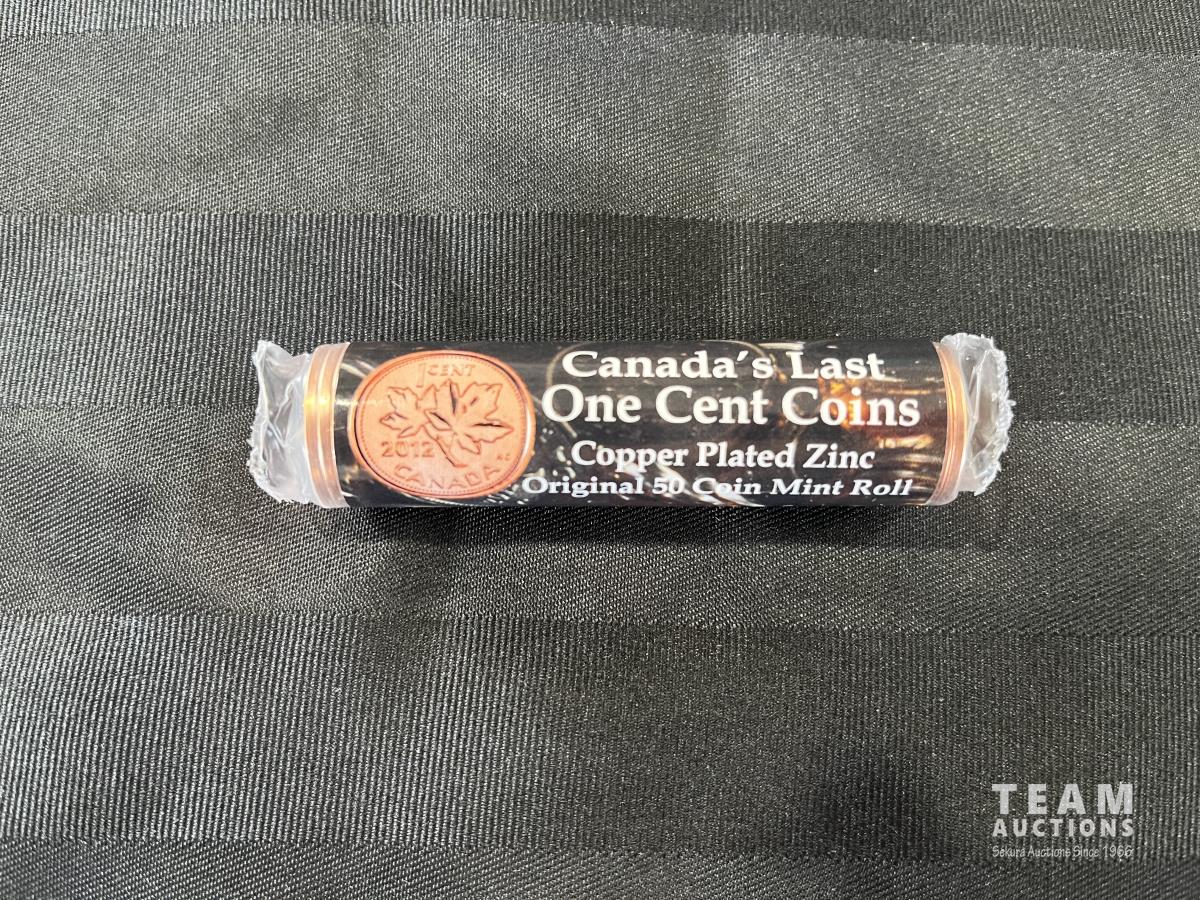 1 CENT
2012
CANADA
Canada's Last
One Cent Coins
Copper Plated Zinc
Original 50 Coin Mint Roll
TEAM
AUCTIONS
Sekura Auctions Since 1966